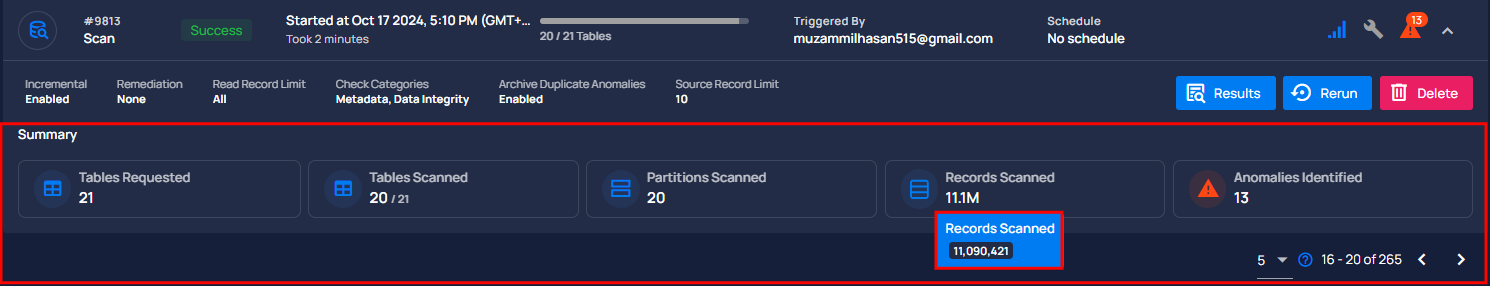 #9813
Scan
Success
Started at Oct 17 2024, 5:10 PM (GMT+...
Took 2 minutes
20 / 21 Tables
Triggered By
muzammilhasan515@gmail.com
Schedule
No schedule
13
Incremental
Enabled
Remediation
None
Read Record Limit
All
Check Categories
Metadata, Data Integrity
Archive Duplicate Anomalies
Enabled
Source Record Limit
10
Results
Rerun
Delete
Summary
Tables Requested
21
Tables Scanned
20 / 21
Partitions Scanned
20
Records Scanned
11.1M
Anomalies Identified
13
Records Scanned
11,090,421
5
16 - 20 of 265